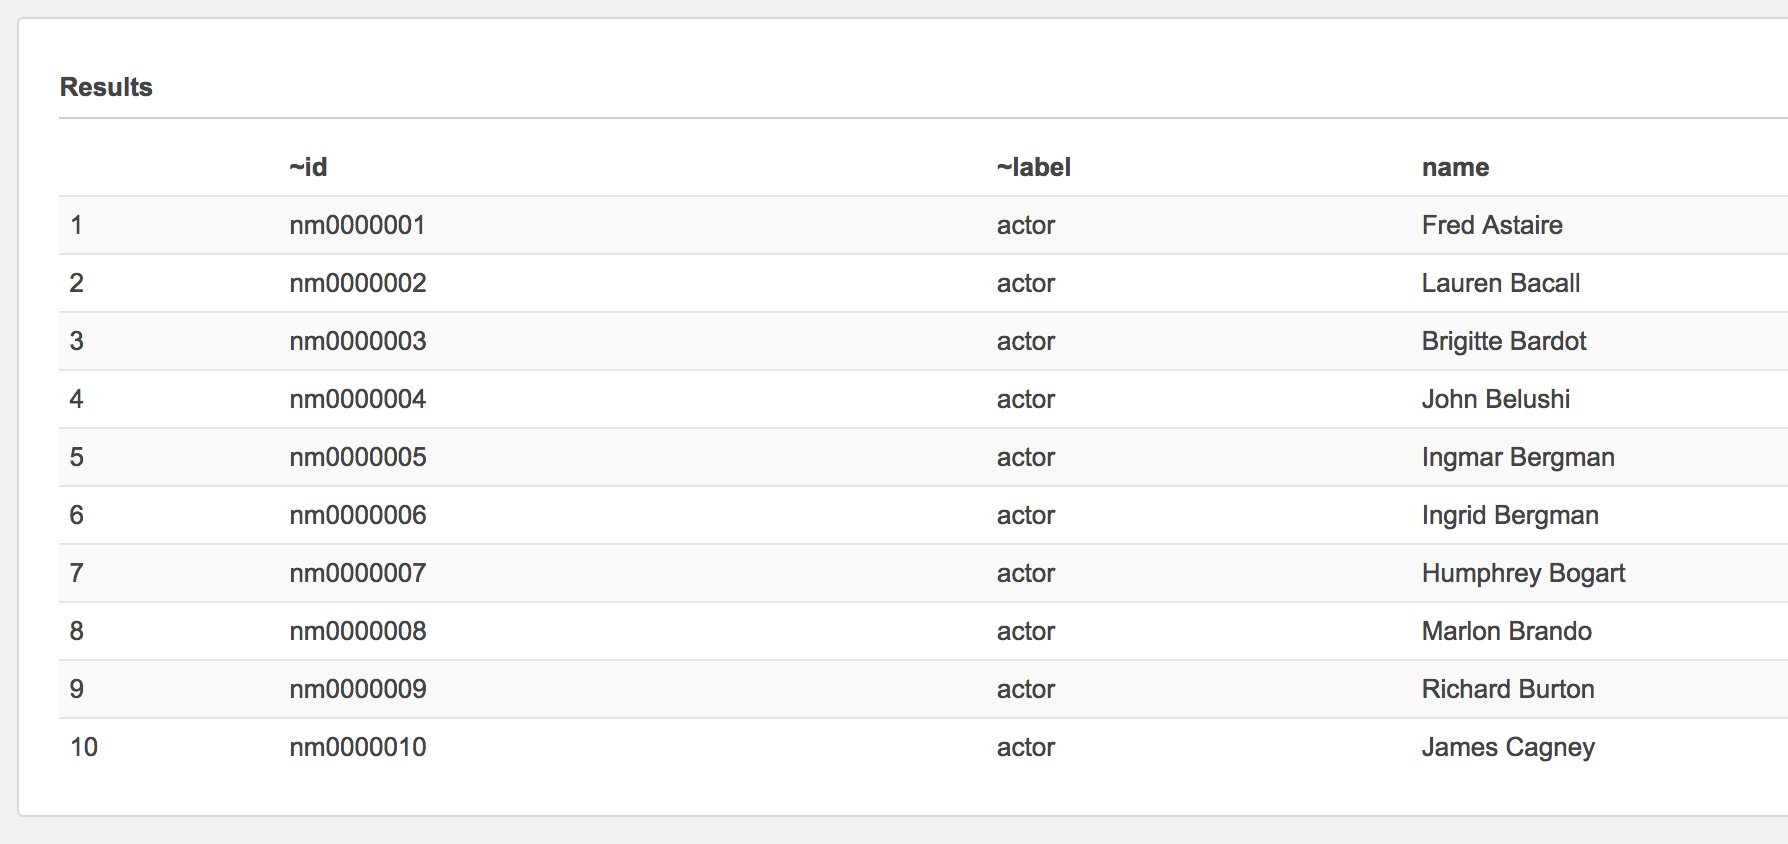 Results
~id ~label name
1 nm0000001 actor Fred Astaire
2 nm0000002 actor Lauren Bacall
3 nm0000003 actor Brigitte Bardot
4 nm0000004 actor John Belushi
5 nm0000005 actor Ingmar Bergman
6 nm0000006 actor Ingrid Bergman
7 nm0000007 actor Humphrey Bogart
8 nm0000008 actor Marlon Brando
9 nm0000009 actor Richard Burton
10 nm0000010 actor James Cagney